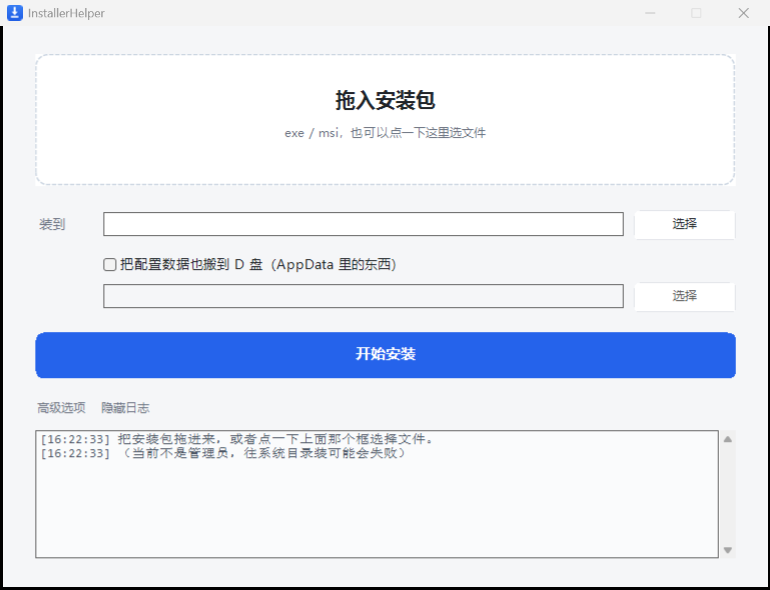 InstallerHelper
拖入安装包
exe / msi，也可以点一下这里选文件
装到 选择
把配置数据也搬到 D 盘（AppData 里的东西）
选择
开始安装
高级选项 隐藏日志
[16:22:33] 把安装包拖进来，或者点一下上面那个框选择文件。
[16:22:33] （当前不是管理员，往系统目录装可能会失败）